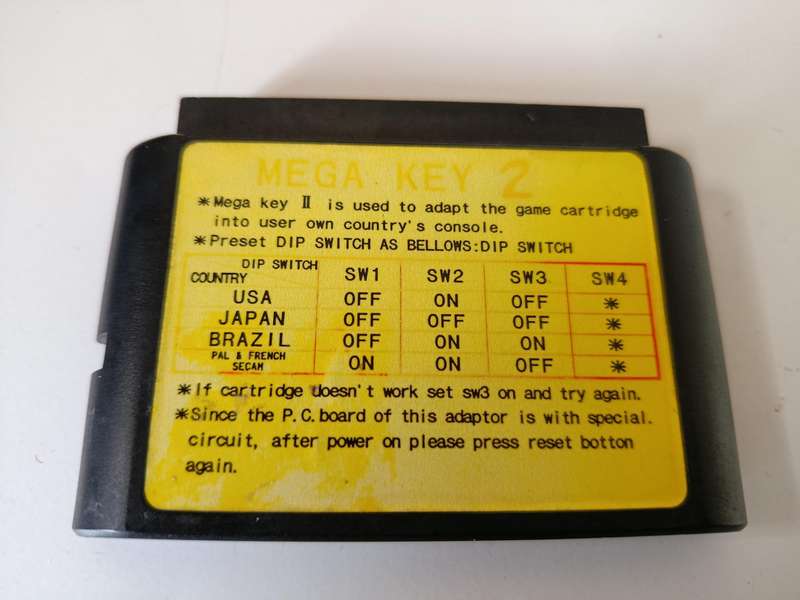 MEGA KEY 2
*Mega key II is used to adapt the game cartridge
into user own country's console.
*Preset DIP SWITCH AS BELLOWS:DIP SWITCH
DIP SWITCH
COUNTRY SW1 SW2 SW3 SW4
USA OFF ON OFF *
JAPAN OFF OFF OFF *
BRAZIL OFF ON ON *
PAL & FRENCH
SECAM ON ON OFF *
*If cartridge doesn't work set sw3 on and try again.
*Since the P.C.board of this adaptor is with special.
circuit, after power on please press reset botton
again.